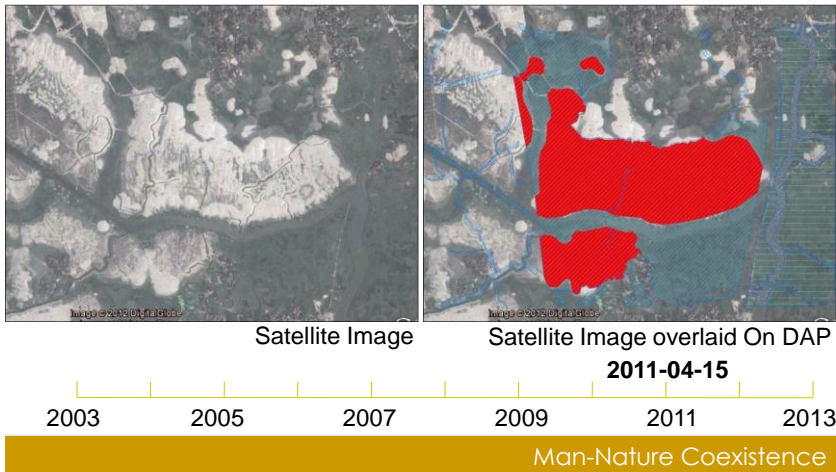 Image © 2012 DigitalGlobe
Image © 2012 DigitalGlobe
Satellite Image
Satellite Image overlaid On DAP
2011-04-15
2003 2005 2007 2009 2011 2013
Man-Nature Coexistence